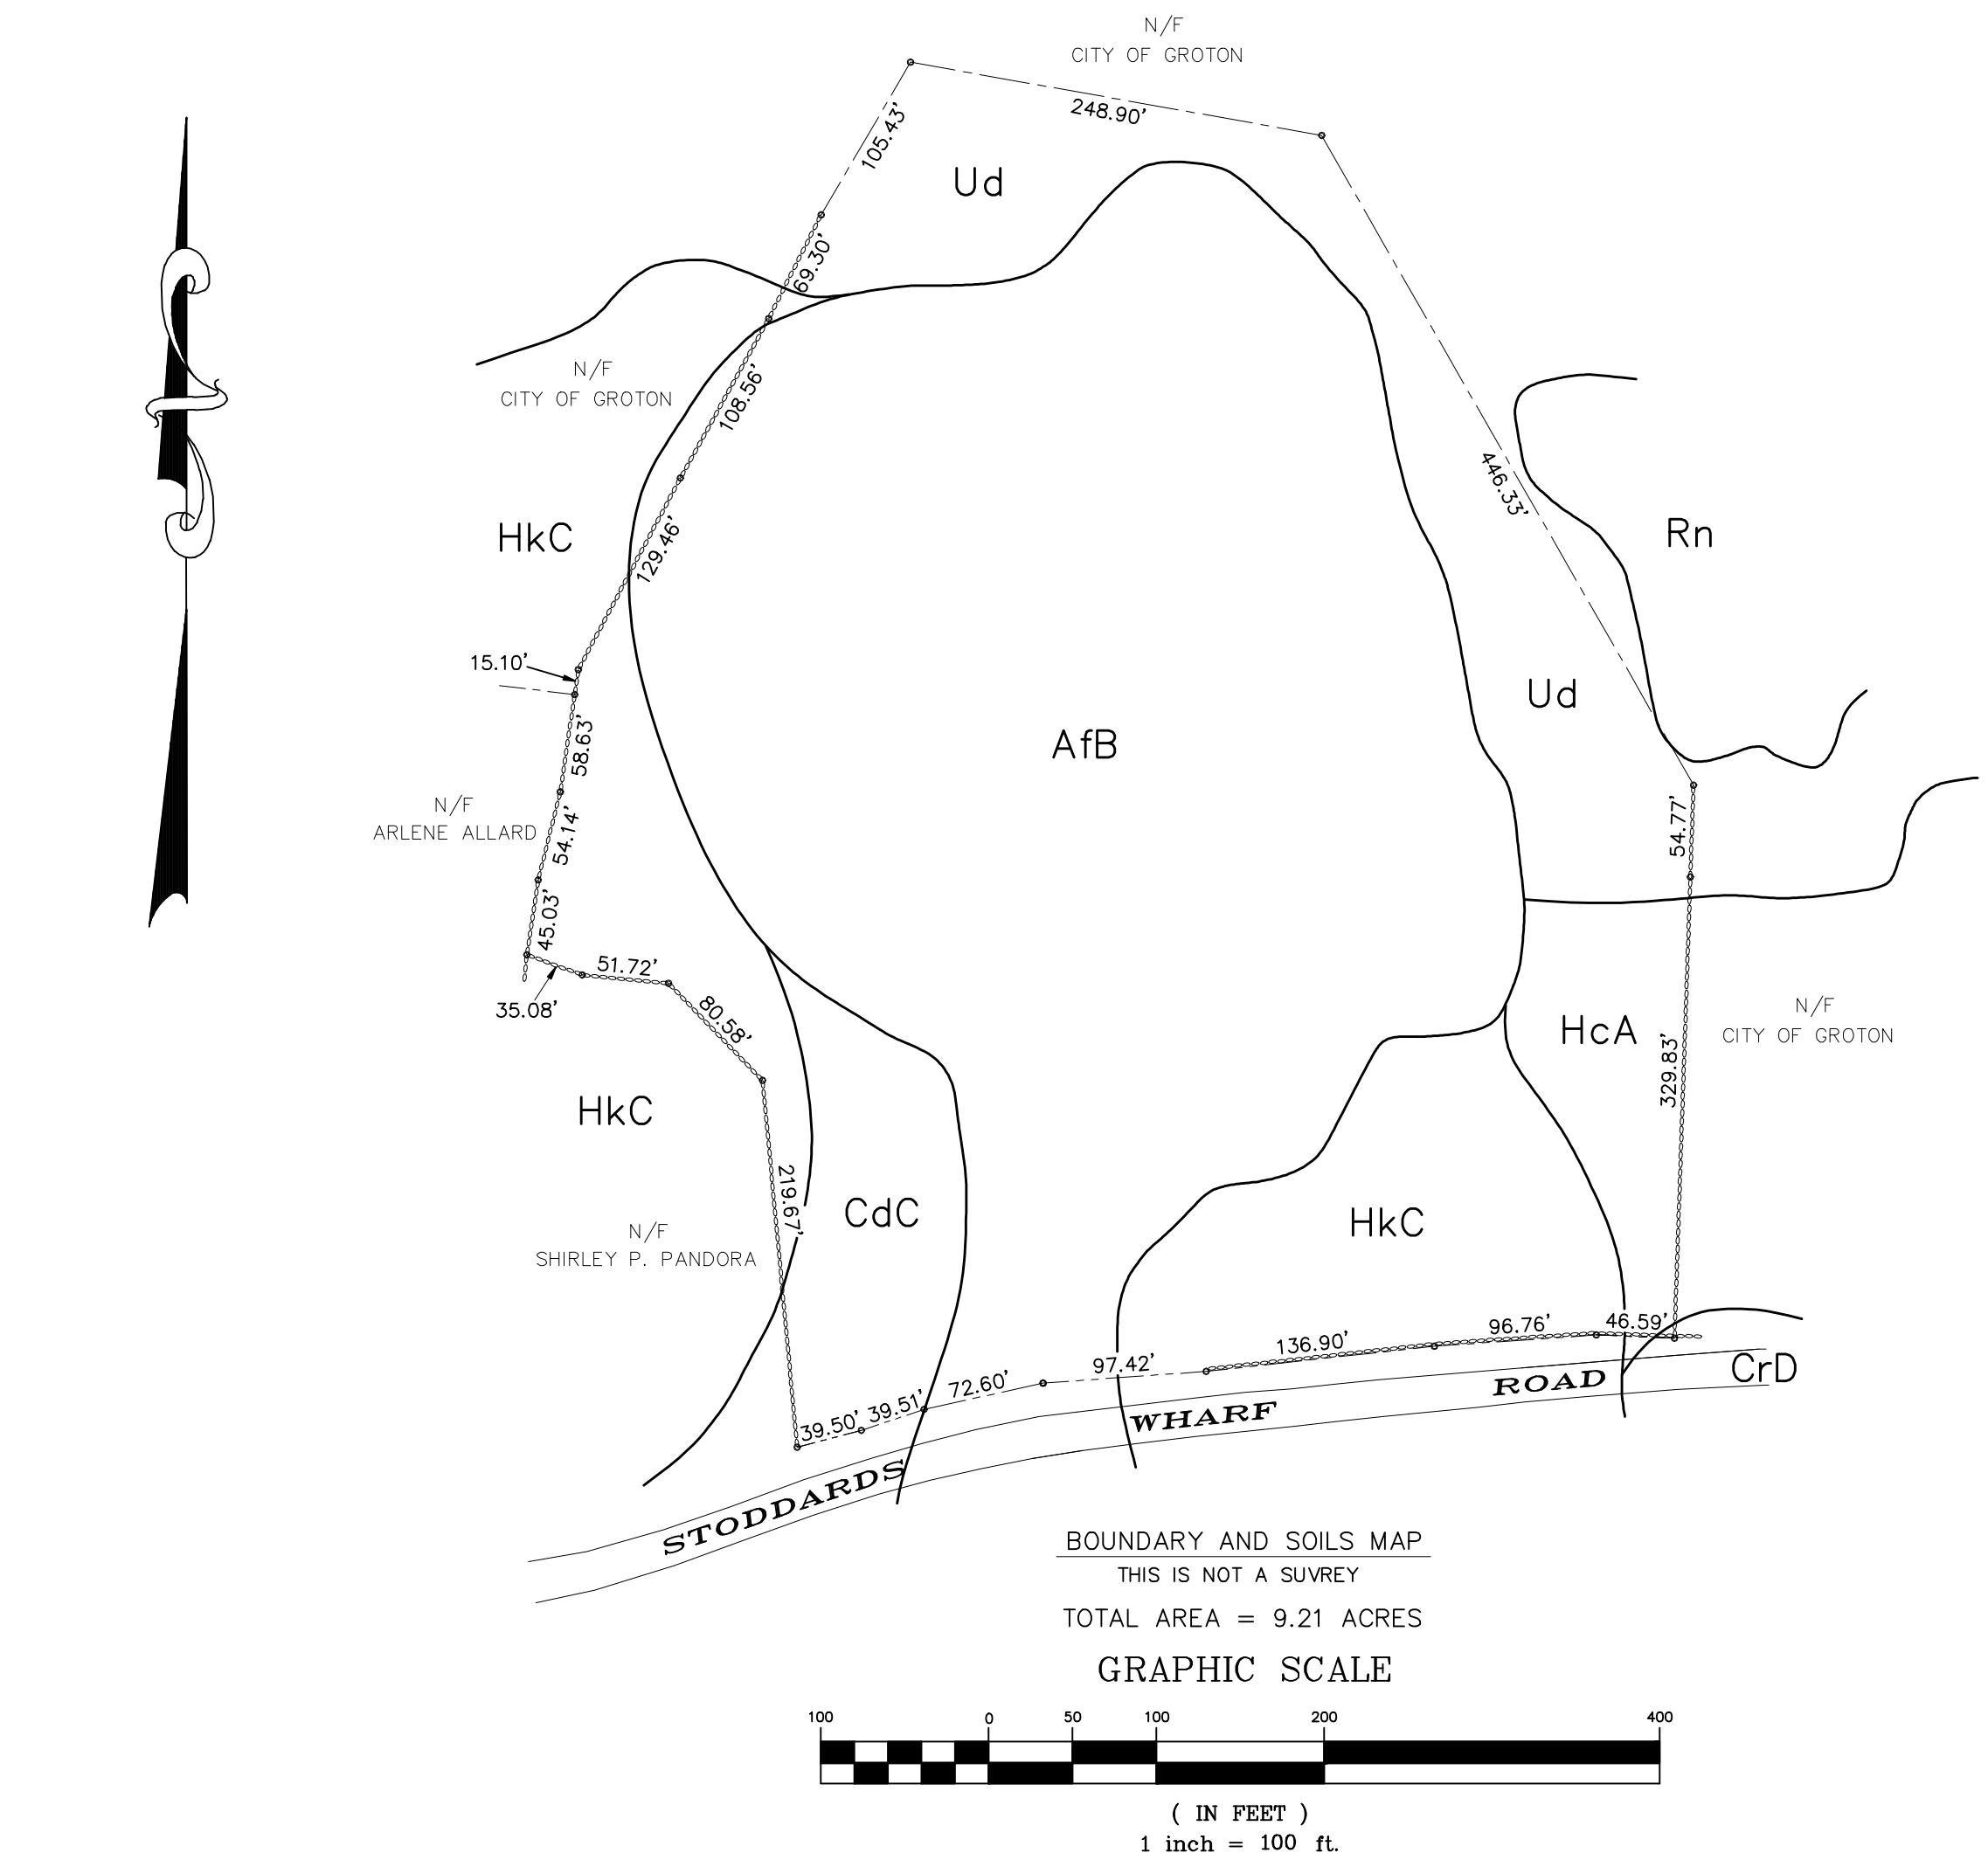 N/F
CITY OF GROTON
248.90'
105.43'
Ud
69.30'
N/F
CITY OF GROTON
108.56'
446.33'
HkC
Rn
129.46'
15.10'
58.63'
Ud
AfB
N/F
ARLENE ALLARD
54.14'
54.77'
45.03'
51.72'
35.08'
80.58'
N/F
CITY OF GROTON
HcA
329.83'
HkC
219.67'
CdC
HkC
N/F
SHIRLEY P. PANDORA
46.59'
96.76'
136.90'
97.42'
72.60'
39.51'
39.50'
CrD
STODDARDS WHARF ROAD
BOUNDARY AND SOILS MAP
THIS IS NOT A SUVREY
TOTAL AREA = 9.21 ACRES
GRAPHIC SCALE
100 0 50 100 200 400
( IN FEET )
1 inch = 100 ft.